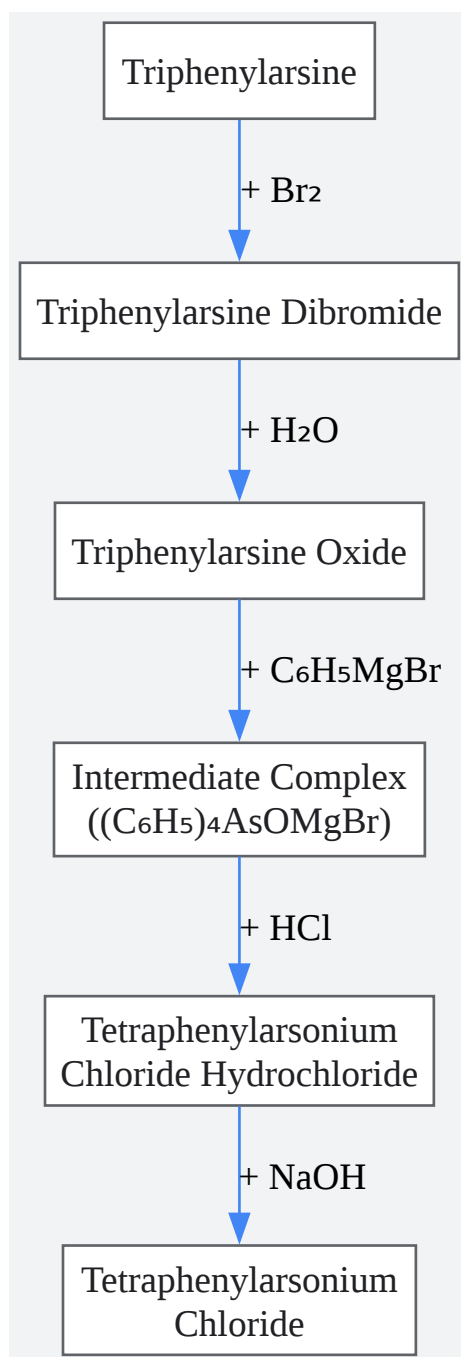 Triphenylarsine
+ Br₂
Triphenylarsine Dibromide
+ H₂O
Triphenylarsine Oxide
+ C₆H₅MgBr
Intermediate Complex
((C₆H₅)₄AsOMgBr)
+ HCl
Tetraphenylarsonium
Chloride Hydrochloride
+ NaOH
Tetraphenylarsonium
Chloride